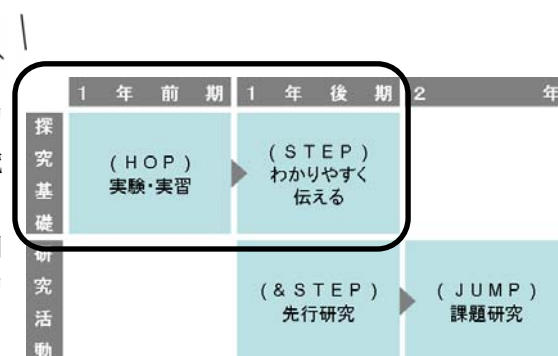 1年前期 1年後期 2年
探究基礎
(HOP)
実験・実習
(STEP)
わかりやすく
伝える
研究活動
(&STEP)
先行研究
(JUMP)
課題研究